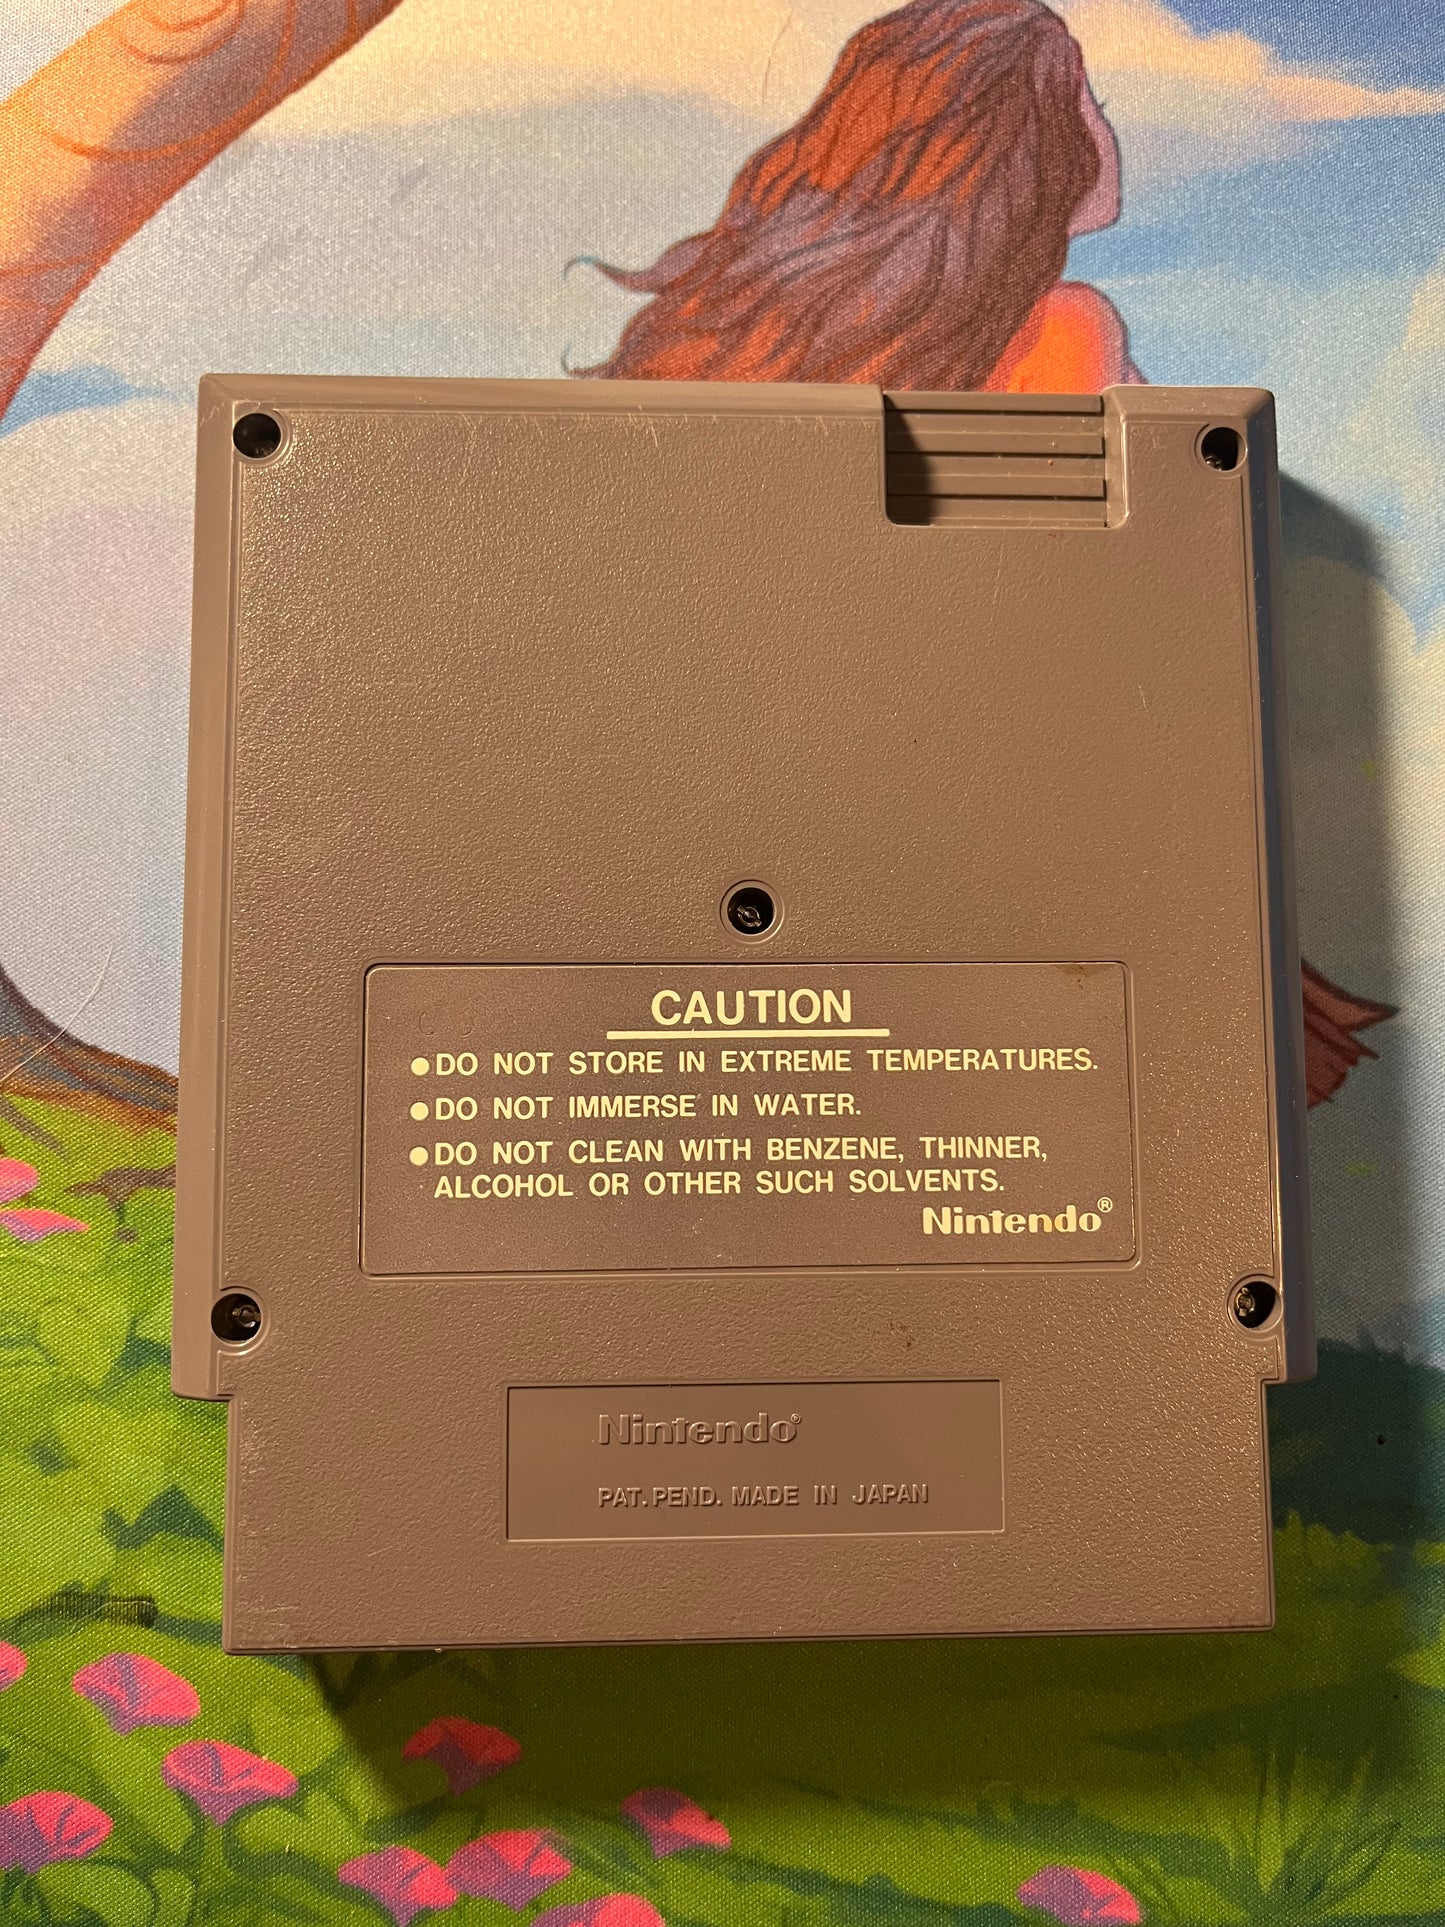 CAUTION
●DO NOT STORE IN EXTREME TEMPERATURES.
●DO NOT IMMERSE IN WATER.
●DO NOT CLEAN WITH BENZENE, THINNER,
ALCOHOL OR OTHER SUCH SOLVENTS.
Nintendo®
Nintendo®
PAT. PEND. MADE IN JAPAN